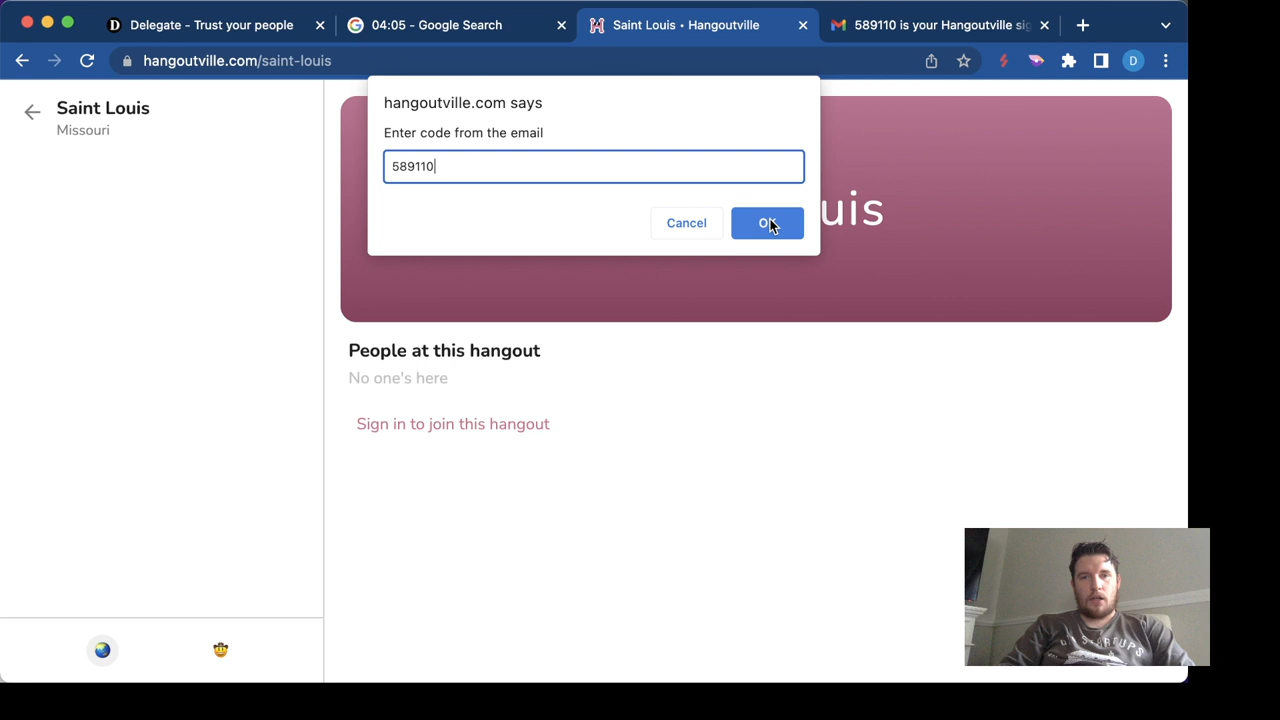 Delegate - Trust your people
04:05 - Google Search
Saint Louis • Hangoutville
589110 is your Hangoutville sig
hangoutville.com/saint-louis
D
Saint Louis
Missouri
hangoutville.com says
Enter code from the email
589110
Cancel
OK
uis
People at this hangout
No one's here
Sign in to join this hangout
STARTUPS